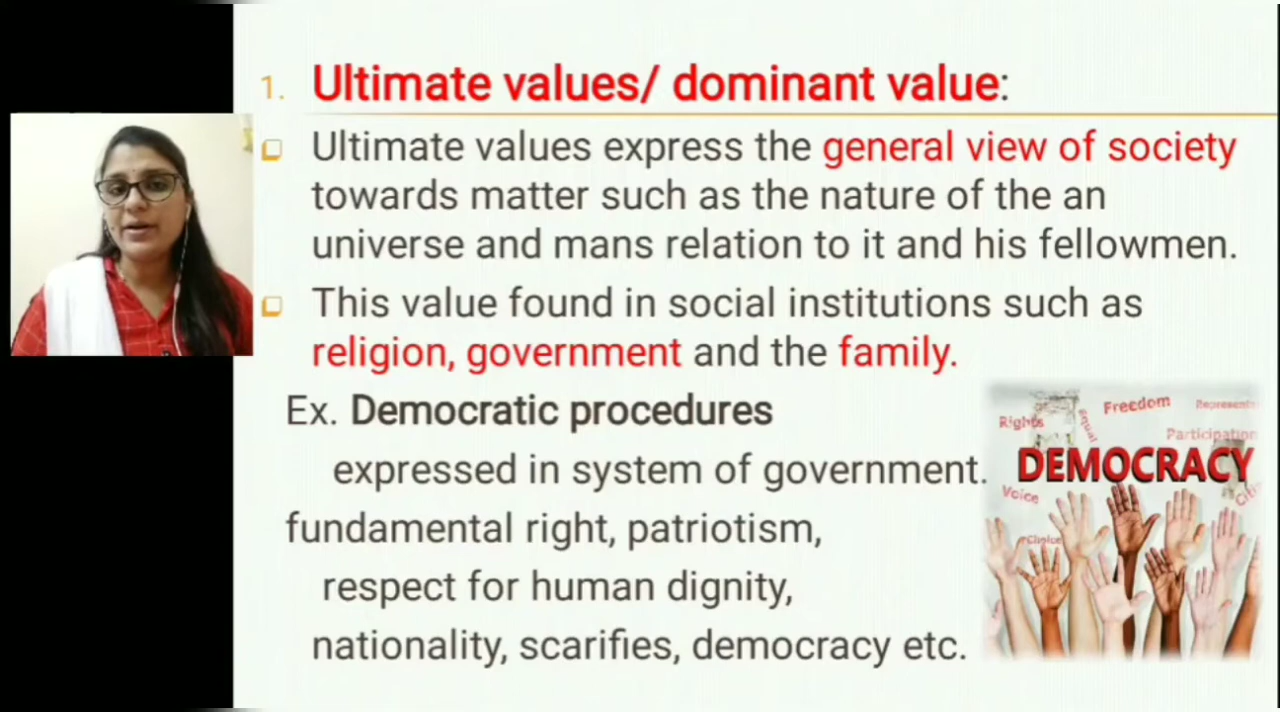 1. Ultimate values/ dominant value:
Ultimate values express the general view of society
towards matter such as the nature of the an
universe and mans relation to it and his fellowmen.
This value found in social institutions such as
religion, government and the family.
Ex. Democratic procedures
expressed in system of government.
fundamental right, patriotism,
respect for human dignity,
nationality, scarifies, democracy etc.
Rights Equal Freedom
Participation
DEMOCRACY
Voice
Choice